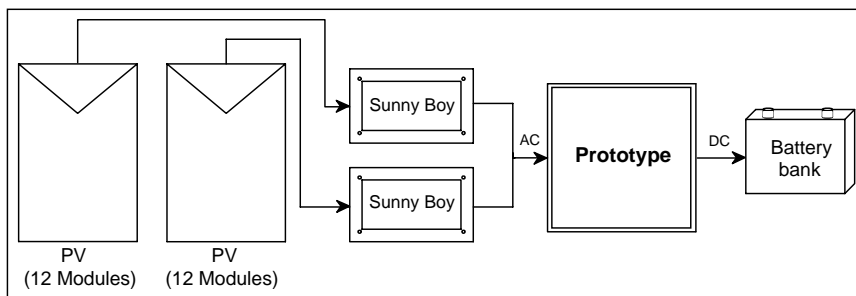 Sunny Boy
Sunny Boy
AC
Prototype
DC
Battery
bank
PV
(12 Modules)
PV
(12 Modules)